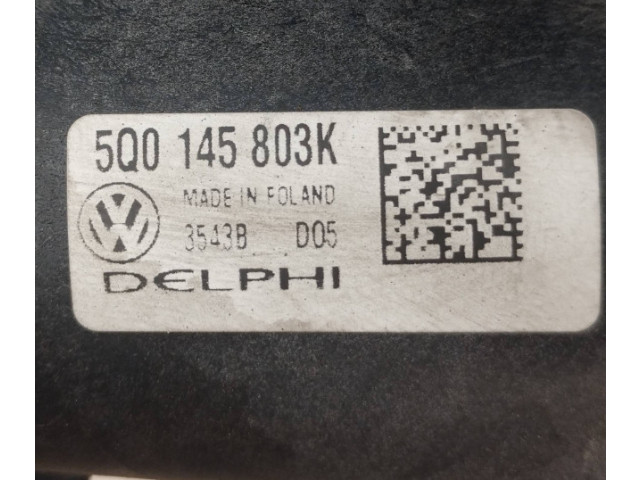 5Q0 145 803K
MADE IN POLAND
3543B D05
DELPHI